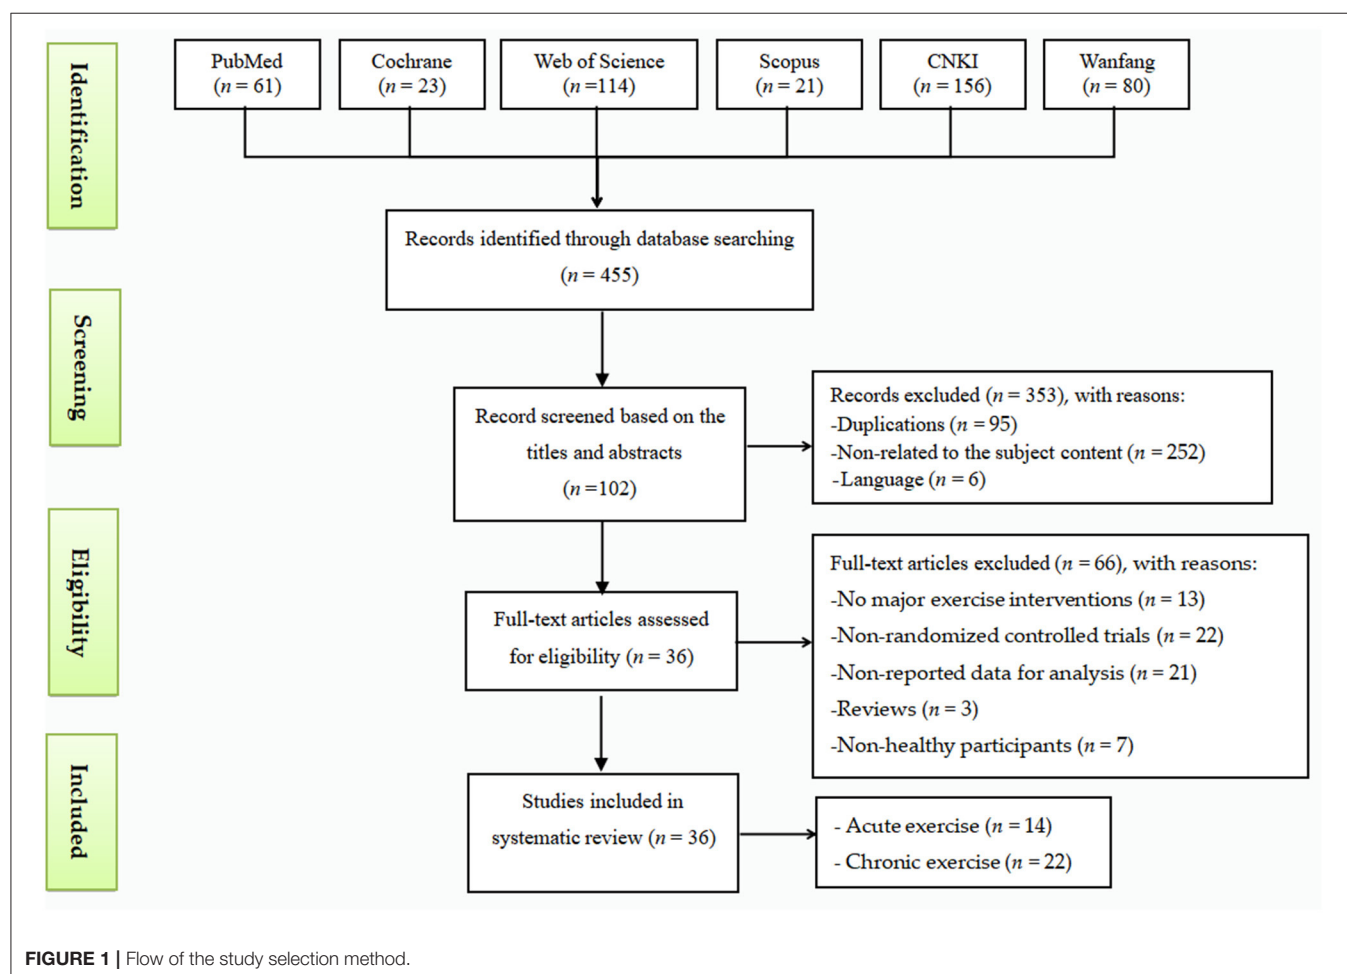 Identification
PubMed
(n = 61)
Cochrane
(n = 23)
Web of Science
(n =114)
Scopus
(n = 21)
CNKI
(n = 156)
Wanfang
(n = 80)
Records identified through database searching
(n = 455)
Screening
Record screened based on the
titles and abstracts
(n =102)
Records excluded (n = 353), with reasons:
-Duplications (n = 95)
-Non-related to the subject content (n = 252)
-Language (n = 6)
Eligibility
Full-text articles assessed
for eligibility (n = 36)
Full-text articles excluded (n = 66), with reasons:
-No major exercise interventions (n = 13)
-Non-randomized controlled trials (n = 22)
-Non-reported data for analysis (n = 21)
-Reviews (n = 3)
-Non-healthy participants (n = 7)
Included
Studies included in
systematic review (n = 36)
- Acute exercise (n = 14)
- Chronic exercise (n = 22)
FIGURE 1 | Flow of the study selection method.